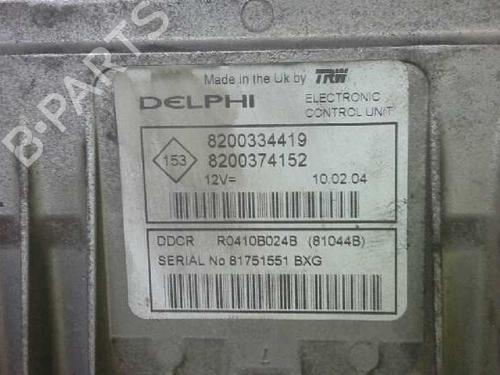 B-PARTS
Made in the Uk by TRW
DELPHI
ELECTRONIC
CONTROL UNIT
153
8200334419
8200374152
12V= 10.02.04
DDCR R0410B024B (81044B)
SERIAL No 81751551 BXG